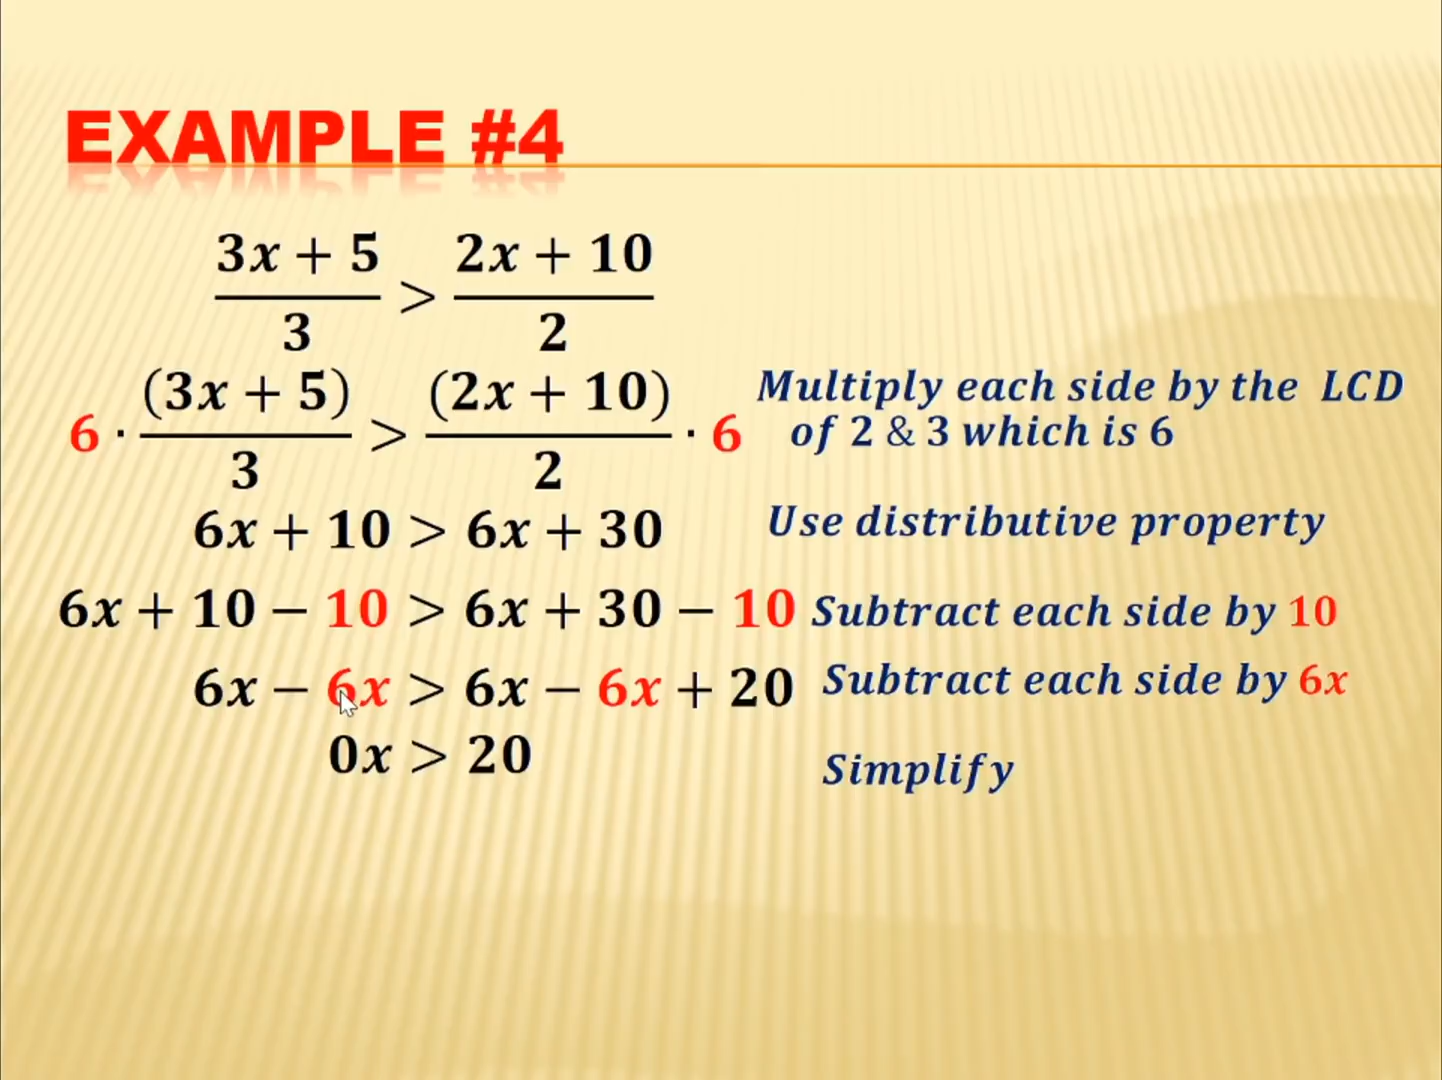 EXAMPLE #4
3x + 5 / 3 > 2x + 10 / 2
6 · (3x + 5) / 3 > (2x + 10) / 2 · 6 Multiply each side by the LCD
of 2 & 3 which is 6
6x + 10 > 6x + 30 Use distributive property
6x + 10 − 10 > 6x + 30 − 10 Subtract each side by 10
6x − 6x > 6x − 6x + 20 Subtract each side by 6x
0x > 20 Simplify